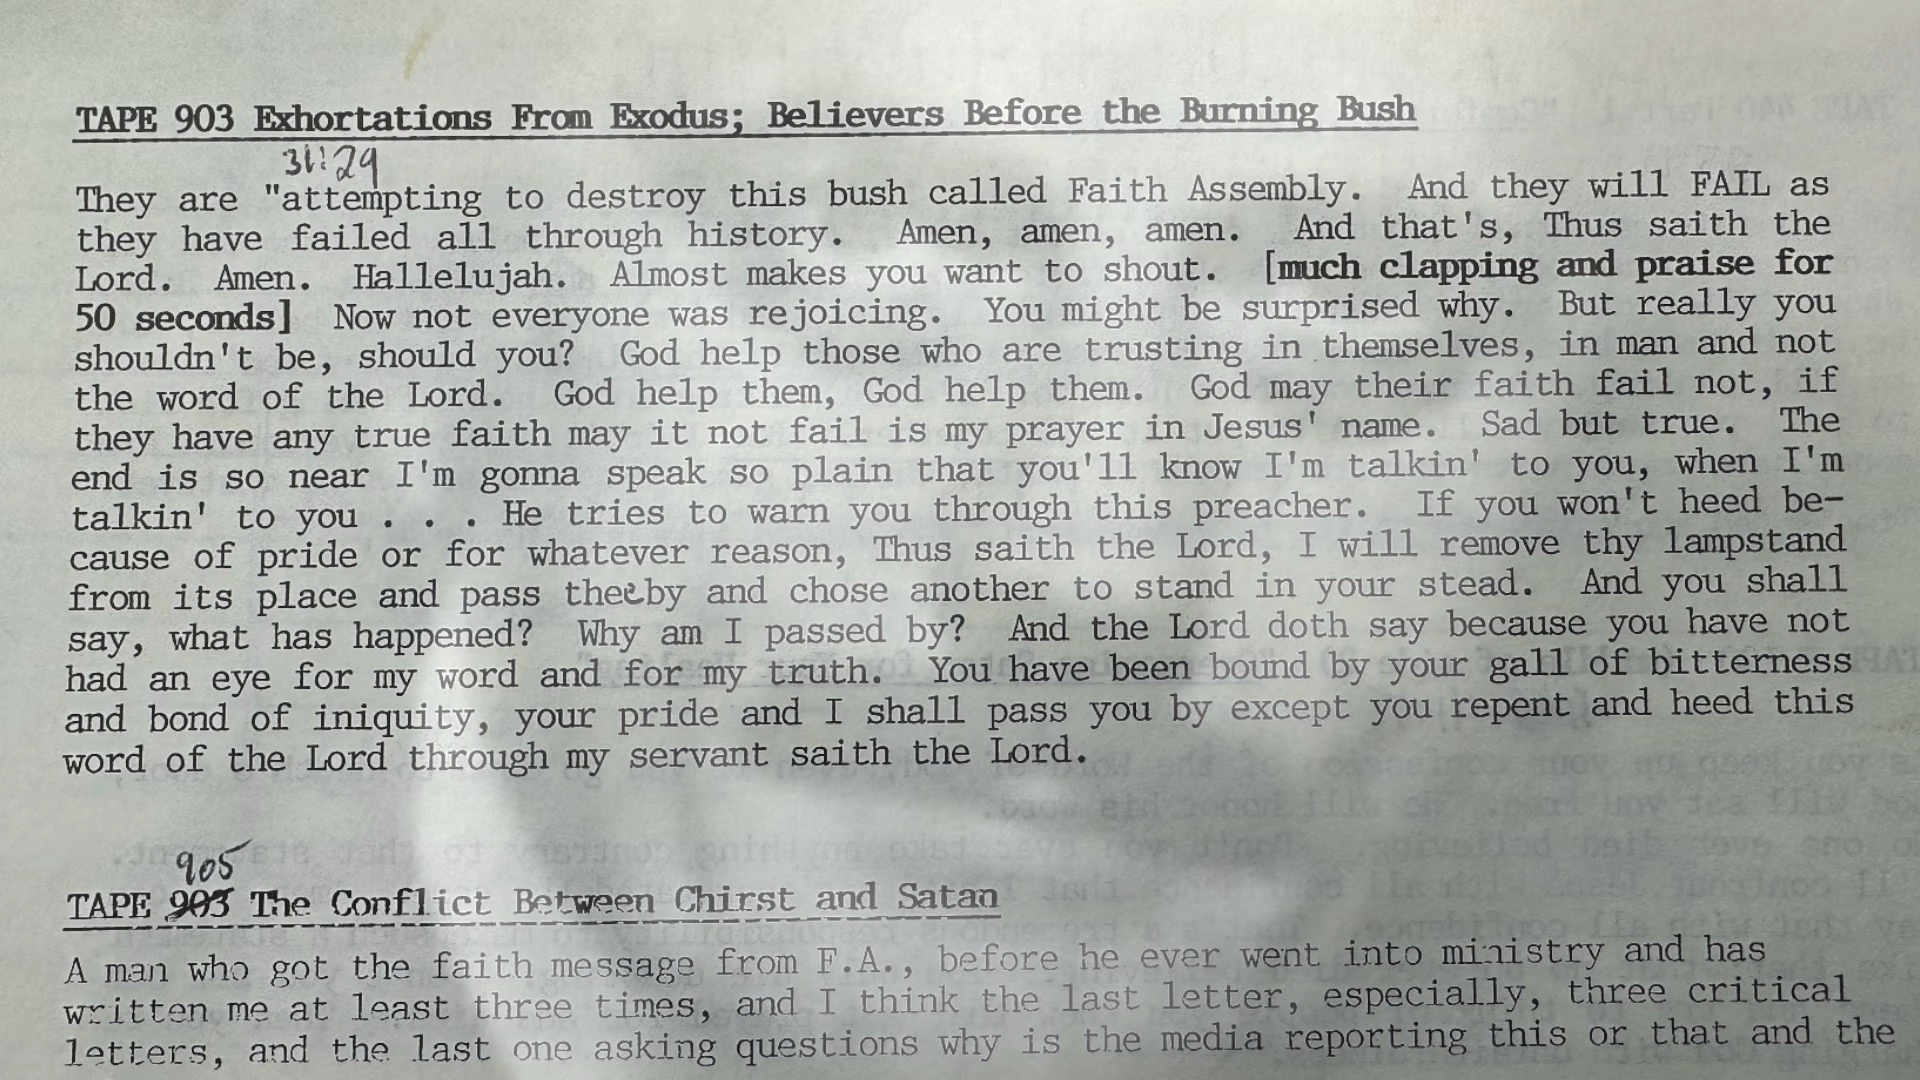 TAPE 903 Exhortations From Exodus; Believers Before the Burning Bush
31:29
They are "attempting to destroy this bush called Faith Assembly. And they will FAIL as
they have failed all through history. Amen, amen, amen. And that's, Thus saith the
Lord. Amen. Hallelujah. Almost makes you want to shout. [much clapping and praise for
50 seconds] Now not everyone was rejoicing. You might be surprised why. But really you
shouldn't be, should you? God help those who are trusting in themselves, in man and not
the word of the Lord. God help them, God help them. God may their faith fail not, if
they have any true faith may it not fail is my prayer in Jesus' name. Sad but true. The
end is so near I'm gonna speak so plain that you'll know I'm talkin' to you, when I'm
talkin' to you . . . He tries to warn you through this preacher. If you won't heed be-
cause of pride or for whatever reason, Thus saith the Lord, I will remove thy lampstand
from its place and pass thee by and chose another to stand in your stead. And you shall
say, what has happened? Why am I passed by? And the Lord doth say because you have not
had an eye for my word and for my truth. You have been bound by your gall of bitterness
and bond of iniquity, your pride and I shall pass you by except you repent and heed this
word of the Lord through my servant saith the Lord.
905
TAPE 903 The Conflict Between Chirst and Satan
A man who got the faith message from F.A., before he ever went into ministry and has
written me at least three times, and I think the last letter, especially, three critical
letters, and the last one asking questions why is the media reporting this or that and the